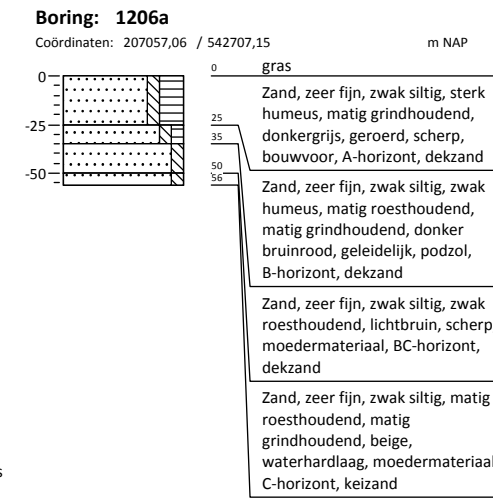 Boring: 1206a
Coördinaten: 207057,06 / 542707,15 m NAP
0
-25
-50
0
25
35
50
56
gras
Zand, zeer fijn, zwak siltig, sterk
humeus, matig grindhoudend,
donkergrijs, geroerd, scherp,
bouwvoor, A-horizont, dekzand
Zand, zeer fijn, zwak siltig, zwak
humeus, matig roesthoudend,
matig grindhoudend, donker
bruinrood, geleidelijk, podzol,
B-horizont, dekzand
Zand, zeer fijn, zwak siltig, zwak
roesthoudend, lichtbruin, scherp
moedermateriaal, BC-horizont,
dekzand
Zand, zeer fijn, zwak siltig, matig
roesthoudend, matig
grindhoudend, beige,
waterhardlaag, moedermateriaal
C-horizont, keizand
s